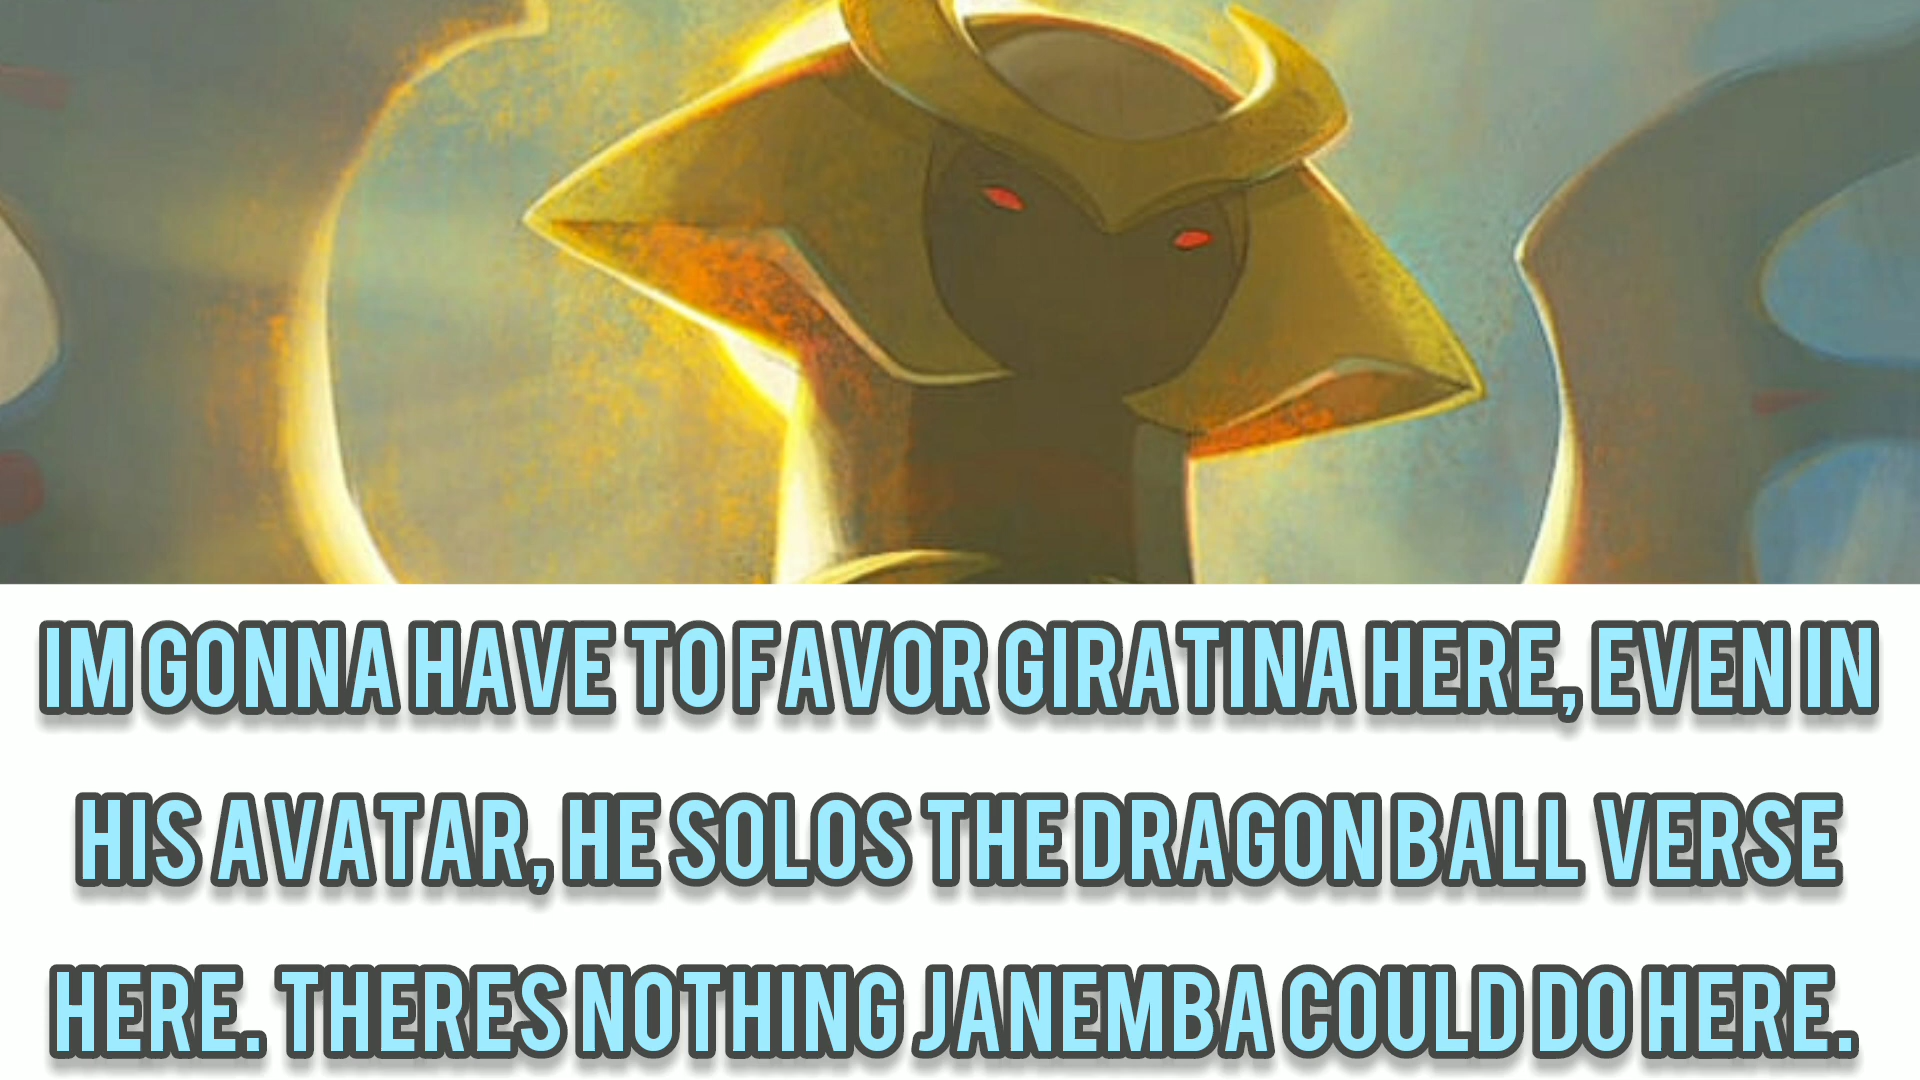 IM GONNA HAVE TO FAVOR GIRATINA HERE, EVEN IN
HIS AVATAR, HE SOLOS THE DRAGON BALL VERSE
HERE. THERES NOTHING JANEMBA COULD DO HERE.